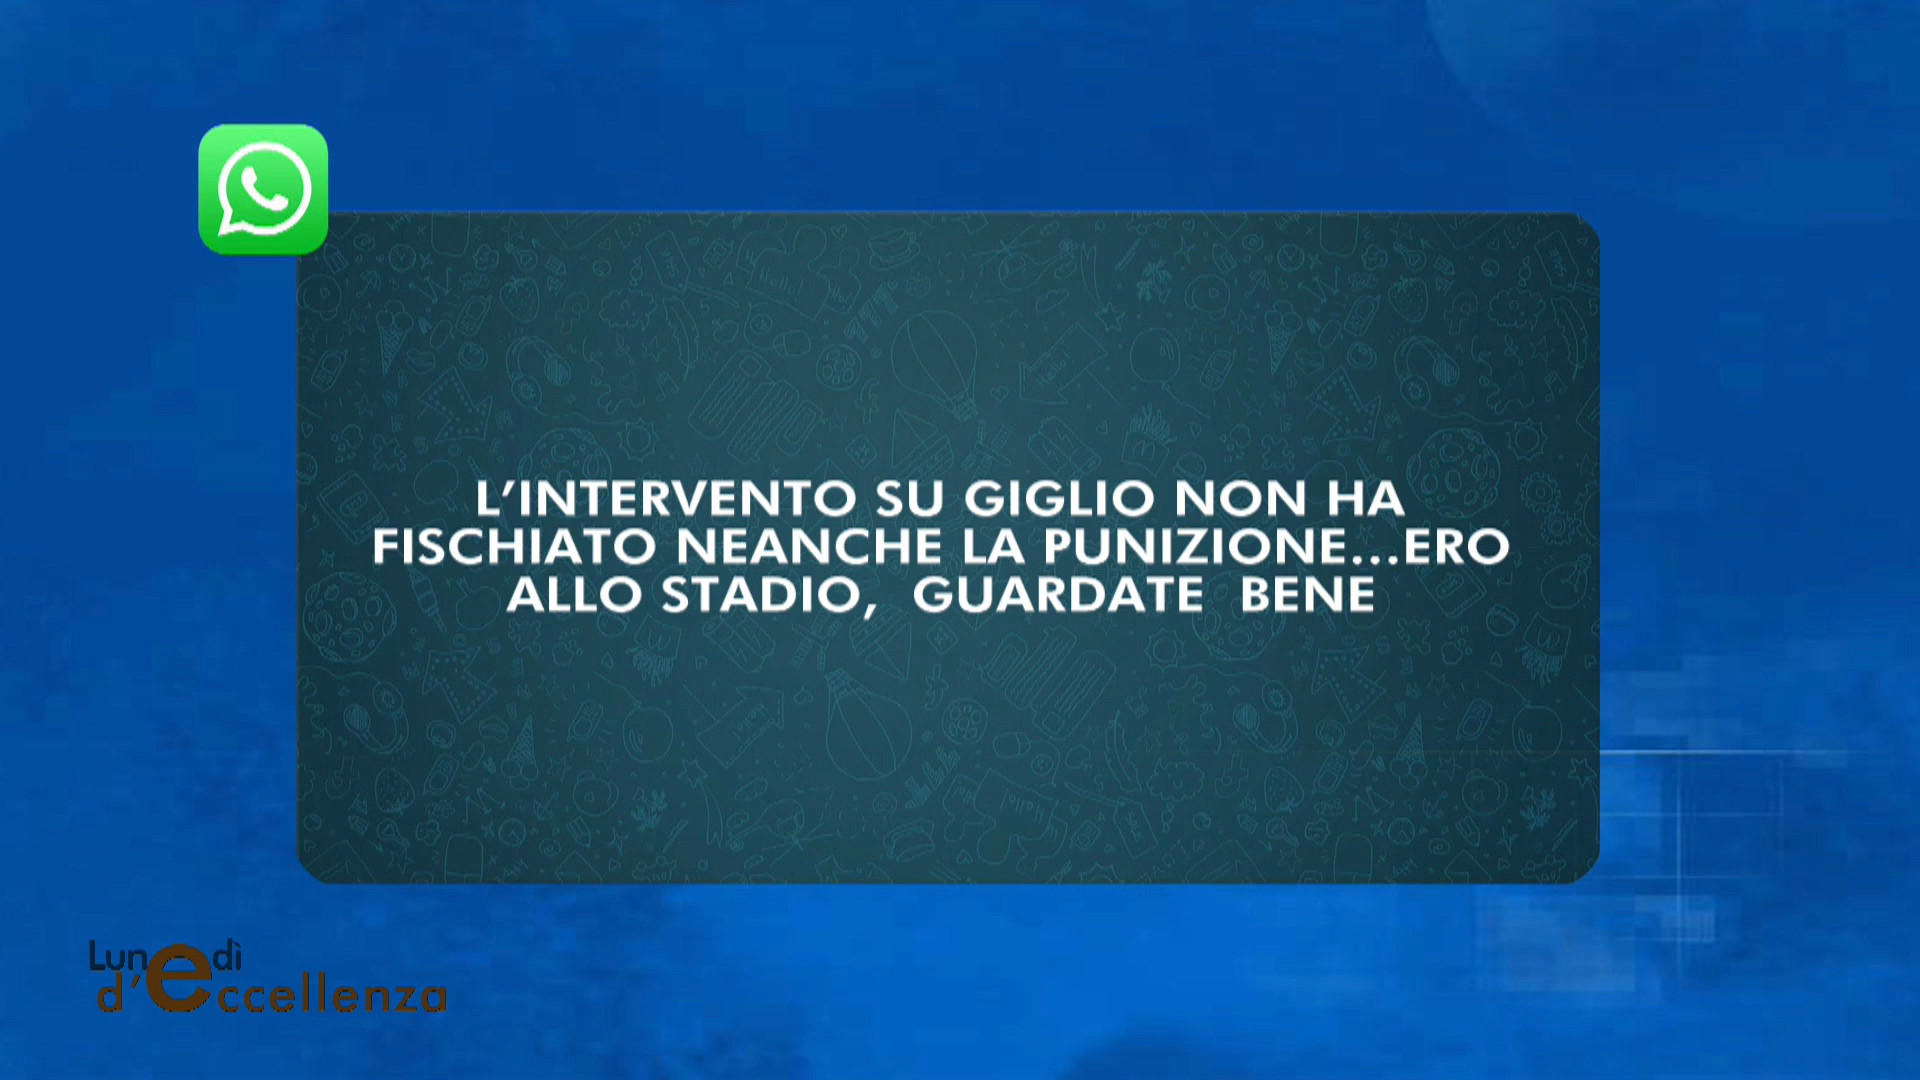 L'INTERVENTO SU GIGLIO NON HA
FISCHIATO NEANCHE LA PUNIZIONE...ERO
ALLO STADIO, GUARDATE BENE
Lunedì
d'eccellenza